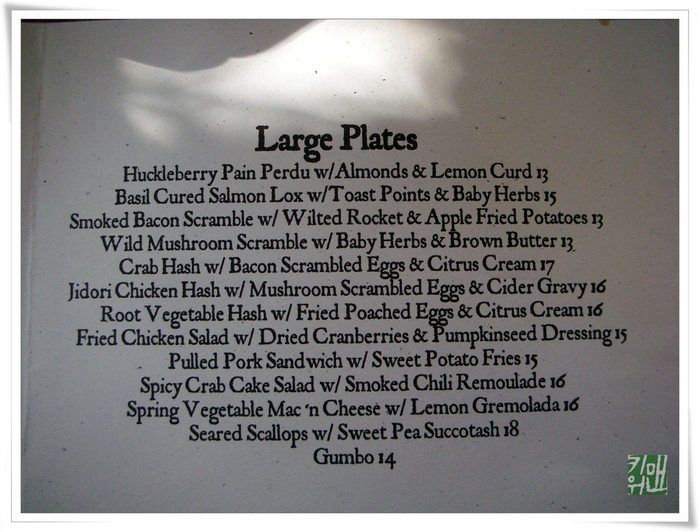 Large Plates
Huckleberry Pain Perdu w/Almonds & Lemon Curd 13
Basil Cured Salmon Lox w/Toast Points & Baby Herbs 15
Smoked Bacon Scramble w/ Wilted Rocket & Apple Fried Potatoes 13
Wild Mushroom Scramble w/ Baby Herbs & Brown Butter 13
Crab Hash w/ Bacon Scrambled Eggs & Citrus Cream 17
Jidori Chicken Hash w/ Mushroom Scrambled Eggs & Cider Gravy 16
Root Vegetable Hash w/ Fried Poached Eggs & Citrus Cream 16
Fried Chicken Salad w/ Dried Cranberries & Pumpkinseed Dressing 15
Pulled Pork Sandwich w/ Sweet Potato Fries 15
Spicy Crab Cake Salad w/ Smoked Chili Remoulade 16
Spring Vegetable Mac 'n Cheese w/ Lemon Gremolada 16
Seared Scallops w/ Sweet Pea Succotash 18
Gumbo 14
키매
워너